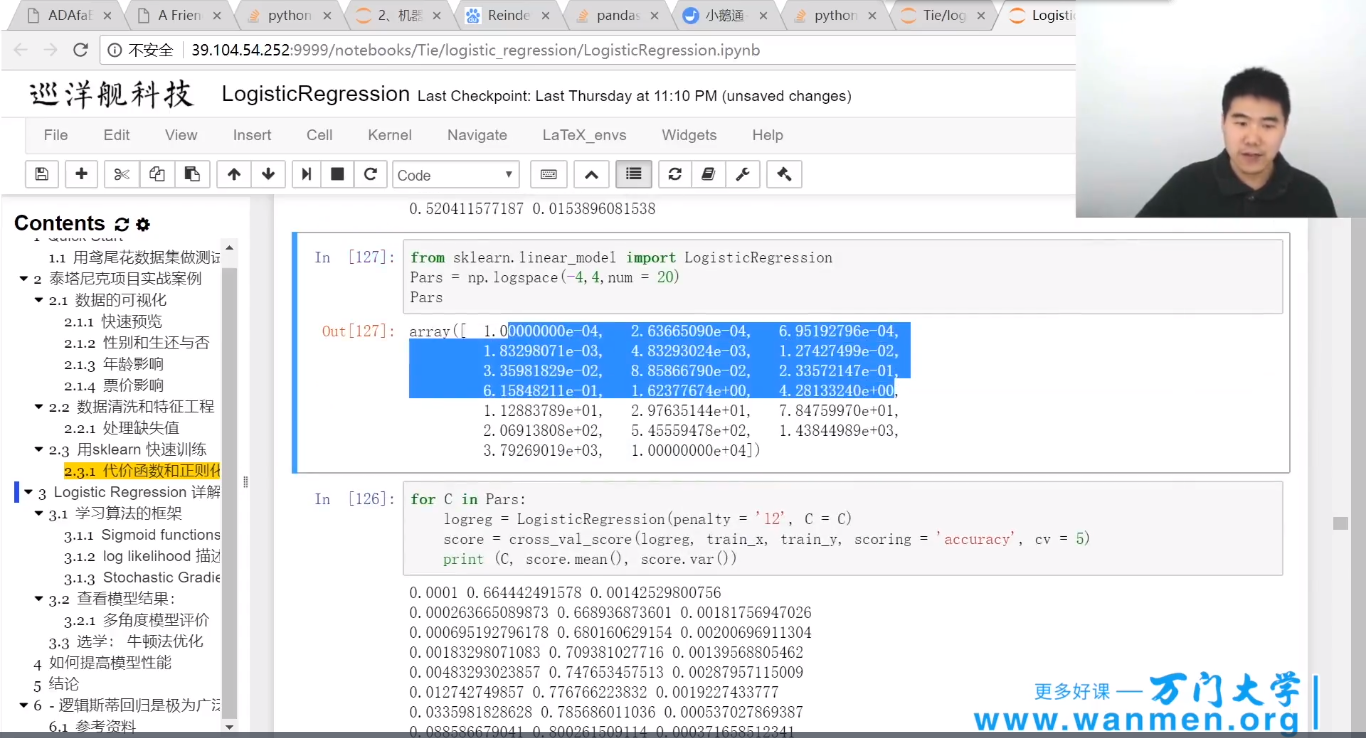 ADAfa
A Frien
python
2、机器
Reinde
pandas
小鹅通
python
Tie/log
Logisti
不安全 39.104.54.252:9999/notebooks/Tie/logistic_regression/LogisticRegression.ipynb
巡洋舰科技 LogisticRegression Last Checkpoint: Last Thursday at 11:10 PM (unsaved changes)
File Edit View Insert Cell Kernel Navigate LaTeX_envs Widgets Help
Code
Contents
1 Quick Start
1.1 用鸢尾花数据集做测试
2 泰塔尼克项目实战案例
2.1 数据的可视化
2.1.1 快速预览
2.1.2 性别和生还与否
2.1.3 年龄影响
2.1.4 票价影响
2.2 数据清洗和特征工程
2.2.1 处理缺失值
2.3 用sklearn 快速训练
2.3.1 代价函数和正则化
3 Logistic Regression 详解
3.1 学习算法的框架
3.1.1 Sigmoid functions
3.1.2 log likelihood 描述
3.1.3 Stochastic Gradie
3.2 查看模型结果：
3.2.1 多角度模型评价
3.3 选学： 牛顿法优化
4 如何提高模型性能
5 结论
6 - 逻辑斯蒂回归是极为广泛
6.1 参考资料
0.520411577187 0.0153896081538
In [127]: from sklearn.linear_model import LogisticRegression
Pars = np.logspace(-4,4,num = 20)
Pars
Out[127]: array([ 1.00000000e-04, 2.63665090e-04, 6.95192796e-04,
1.83298071e-03, 4.83293024e-03, 1.27427499e-02,
3.35981829e-02, 8.85866790e-02, 2.33572147e-01,
6.15848211e-01, 1.62377674e+00, 4.28133240e+00,
1.12883789e+01, 2.97635144e+01, 7.84759970e+01,
2.06913808e+02, 5.45559478e+02, 1.43844989e+03,
3.79269019e+03, 1.00000000e+04])
In [126]: for C in Pars:
logreg = LogisticRegression(penalty = 'l2', C = C)
score = cross_val_score(logreg, train_x, train_y, scoring = 'accuracy', cv = 5)
print (C, score.mean(), score.var())
0.0001 0.664442491578 0.00142529800756
0.000263665089873 0.668936873601 0.00181756947026
0.000695192796178 0.680160629154 0.00200696911304
0.00183298071083 0.709381027716 0.00139568805462
0.00483293023857 0.747653457513 0.00287957115009
0.012742749857 0.776766223832 0.0019227433777
0.0335981828628 0.785686011036 0.000537027869387
0.088586679041 0.800261509114 0.000371658512341
更多好课 — 万门大学
www.wanmen.org